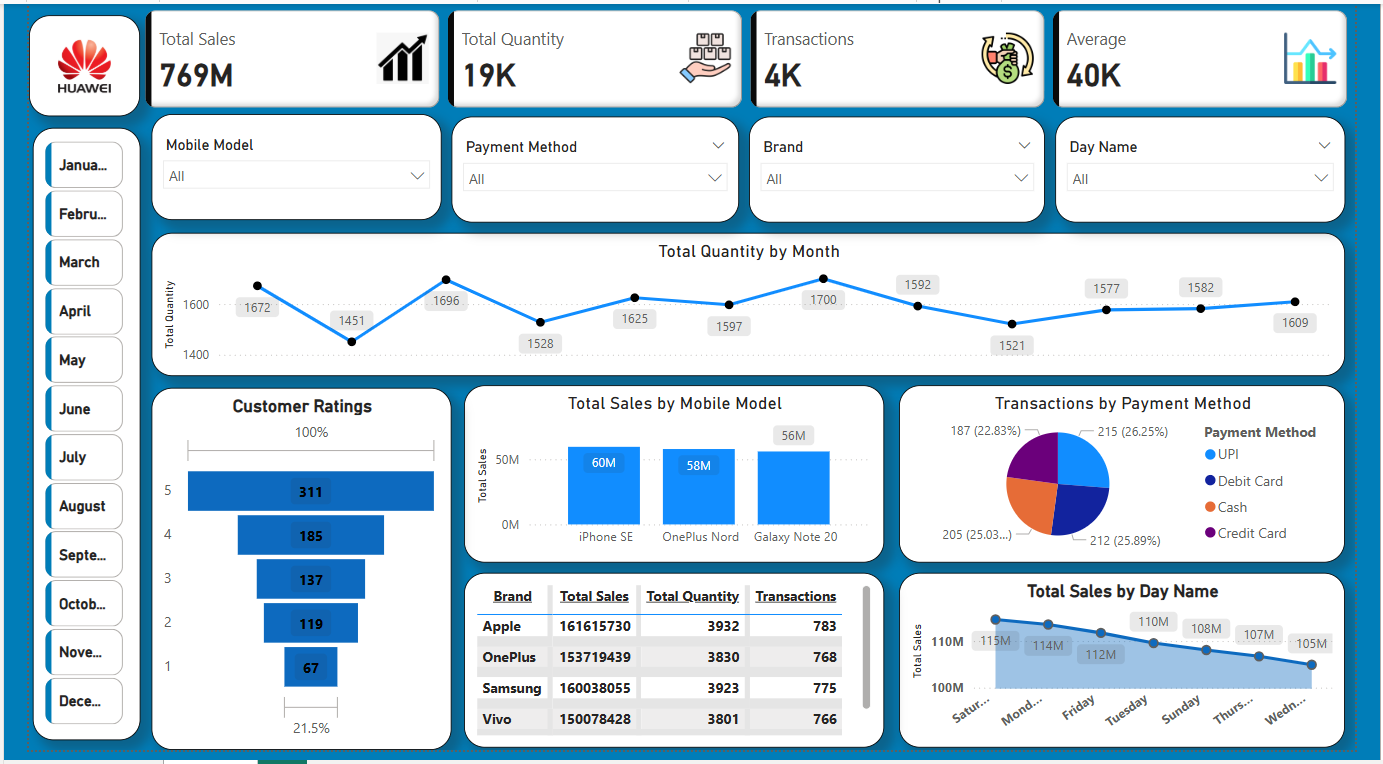 HUAWEI
Total Sales
769M
Total Quantity
19K
Transactions
4K
Average
40K
Janua...
Febru...
March
April
May
June
July
August
Septe...
Octob...
Nove...
Dece...
Mobile Model
All
Payment Method
All
Brand
All
Day Name
All
Total Quantity by Month
Total Quantity
1600
1400
1672
1451
1696
1528
1625
1597
1700
1592
1521
1577
1582
1609
Customer Ratings
100%
5
311
4
185
3
137
2
119
1
67
21.5%
Total Sales by Mobile Model
Total Sales
50M
0M
60M
58M
56M
iPhone SE
OnePlus Nord
Galaxy Note 20
Transactions by Payment Method
187 (22.83%)
215 (26.25%)
205 (25.03...)
212 (25.89%)
Payment Method
UPI
Debit Card
Cash
Credit Card
Brand Total Sales Total Quantity Transactions
Apple 161615730 3932 783
OnePlus 153719439 3830 768
Samsung 160038055 3923 775
Vivo 150078428 3801 766
Total Sales by Day Name
Total Sales
110M
100M
115M
114M
112M
110M
108M
107M
105M
Satur...
Mond...
Friday
Tuesday
Sunday
Thurs...
Wedn...